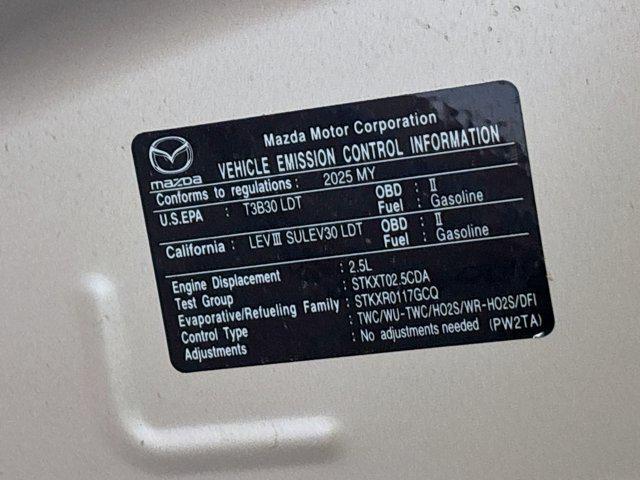 Mazda Motor Corporation
mazda
VEHICLE EMISSION CONTROL INFORMATION
Conforms to regulations : 2025 MY
U.S.EPA : T3B30 LDT OBD : II
Fuel : Gasoline
California : LEVIII SULEV30 LDT OBD : II
Fuel : Gasoline
Engine Displacement : 2.5L
Test Group : STKXT02.5CDA
Evaporative/Refueling Family : STKXR0117GCQ
Control Type : TWC/WU-TWC/HO2S/WR-HO2S/DFI
Adjustments : No adjustments needed (PW2TA)